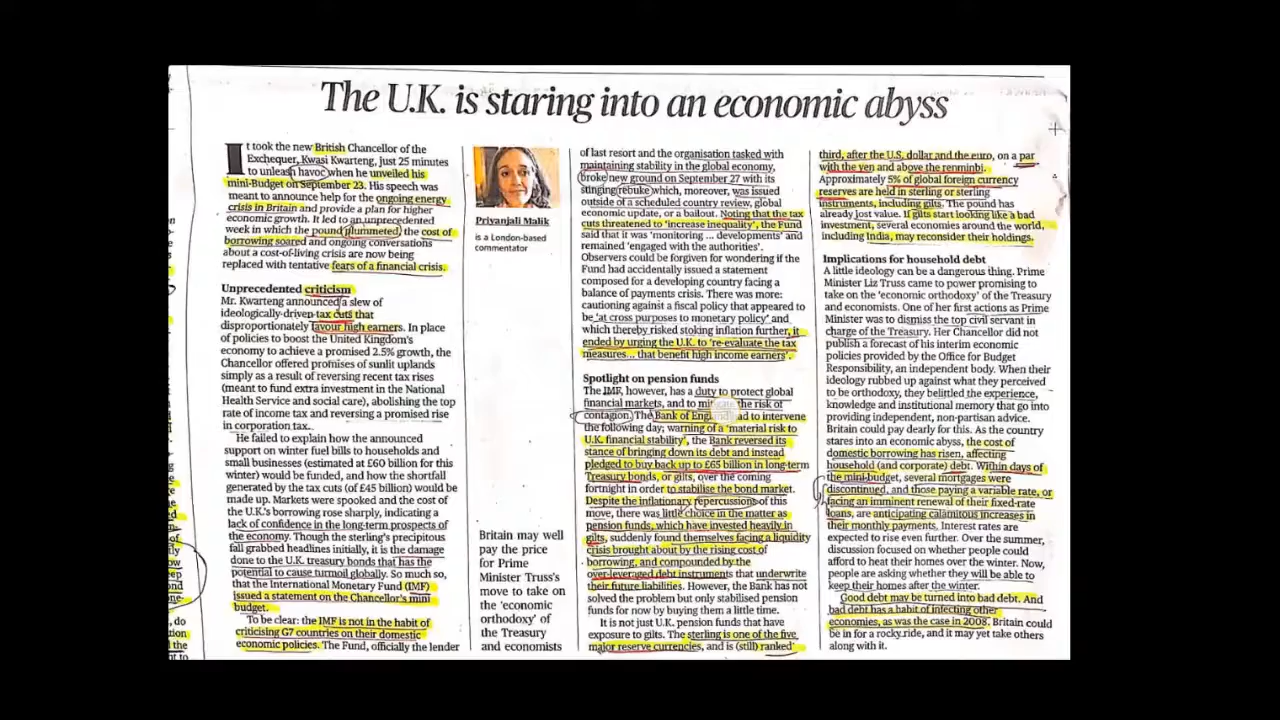 The U.K. is staring into an economic abyss
It took the new British Chancellor of the
Exchequer, Kwasi Kwarteng, just 25 minutes
to unleash havoc when he unveiled his
mini-Budget on September 23. His speech was
meant to announce help for the ongoing energy
crisis in Britain and provide a plan for higher
economic growth. It led to an unprecedented
week in which the pound plummeted, the cost of
borrowing soared and ongoing conversations
about a cost-of-living crisis are now being
replaced with tentative fears of a financial crisis.
Unprecedented criticism
Mr. Kwarteng announced a slew of
ideologically-driven tax cuts that
disproportionately favour high earners. In place
of policies to boost the United Kingdom's
economy to achieve a promised 2.5% growth, the
Chancellor offered promises of sunlit uplands
simply as a result of reversing recent tax rises
(meant to fund extra investment in the National
Health Service and social care), abolishing the top
rate of income tax and reversing a promised rise
in corporation tax.
He failed to explain how the announced
support on winter fuel bills to households and
small businesses (estimated at £60 billion for this
winter) would be funded, and how the shortfall
generated by the tax cuts (of £45 billion) would be
made up. Markets were spooked and the cost of
the U.K.'s borrowing rose sharply, indicating a
lack of confidence in the long-term prospects of
the economy. Though the sterling's precipitous
fall grabbed headlines initially, it is the damage
done to the U.K. treasury bonds that has the
potential to cause turmoil globally. So much so,
that the International Monetary Fund (IMF)
issued a statement on the Chancellor's mini
budget.
To be clear: the IMF is not in the habit of
criticising G7 countries on their domestic
economic policies. The Fund, officially the lender
Priyanjali Malik
is a London-based
commentator
Britain may well
pay the price
for Prime
Minister Truss's
move to take on
the 'economic
orthodoxy' of
the Treasury
and economists
of last resort and the organisation tasked with
maintaining stability in the global economy,
broke new ground on September 27 with its
stinging rebuke which, moreover, was issued
outside of a scheduled country review, global
economic update, or a bailout. Noting that the tax
cuts threatened to 'increase inequality', the Fund
said that it was 'monitoring ... developments' and
remained 'engaged with the authorities'.
Observers could be forgiven for wondering if the
Fund had accidentally issued a statement
composed for a developing country facing a
balance of payments crisis. There was more:
cautioning against a fiscal policy that appeared to
be 'at cross purposes to monetary policy' and
which thereby risked stoking inflation further, it
ended by urging the U.K. to 're-evaluate the tax
measures... that benefit high income earners'.
Spotlight on pension funds
The IMF, however, has a duty to protect global
financial markets, and to the risk of
contagion. The Bank of had to intervene
the following day; warning of a 'material risk to
U.K. financial stability', the Bank reversed its
stance of bringing down its debt and instead
pledged to buy back up to £65 billion in long-term
Treasury bonds, or gilts, over the coming
fortnight in order to stabilise the bond market.
Despite the inflationary repercussions of this
move, there was little choice in the matter as
pension funds, which have invested heavily in
gilts, suddenly found themselves facing a liquidity
crisis brought about by the rising cost of
borrowing, and compounded by the
over-leveraged debt instruments that underwrite
their future liabilities. However, the Bank has not
solved the problem but only stabilised pension
funds for now by buying them a little time.
It is not just U.K. pension funds that have
exposure to gilts. The sterling is one of the five
major reserve currencies, and is (still) ranked
third, after the U.S. dollar and the euro, on a par
with the yen and above the renminbi.
Approximately 5% of global foreign currency
reserves are held in sterling or sterling
instruments, including gilts. The pound has
already lost value. If gilts start looking like a bad
investment, several economies around the world,
including India, may reconsider their holdings.
Implications for household debt
A little ideology can be a dangerous thing. Prime
Minister Liz Truss came to power promising to
take on the 'economic orthodoxy' of the Treasury
and economists. One of her first actions as Prime
Minister was to dismiss the top civil servant in
charge of the Treasury. Her Chancellor did not
publish a forecast of his interim economic
policies provided by the Office for Budget
Responsibility, an independent body. When their
ideology rubbed up against what they perceived
to be orthodoxy, they belittled the experience,
knowledge and institutional memory that go into
providing independent, non-partisan advice.
Britain could pay dearly for this. As the country
stares into an economic abyss, the cost of
domestic borrowing has risen, affecting
household (and corporate) debt. Within days of
the mini-budget, several mortgages were
discontinued, and those paying a variable rate, or
facing an imminent renewal of their fixed-rate
loans, are anticipating calamitous increases in
their monthly payments. Interest rates are
expected to rise even further. Over the summer,
discussion focused on whether people could
afford to heat their homes over the winter. Now,
people are asking whether they will be able to
keep their homes after the winter.
Good debt may be turned into bad debt. And
bad debt has a habit of infecting other
economies, as was the case in 2008. Britain could
be in for a rocky ride, and it may yet take others
along with it.